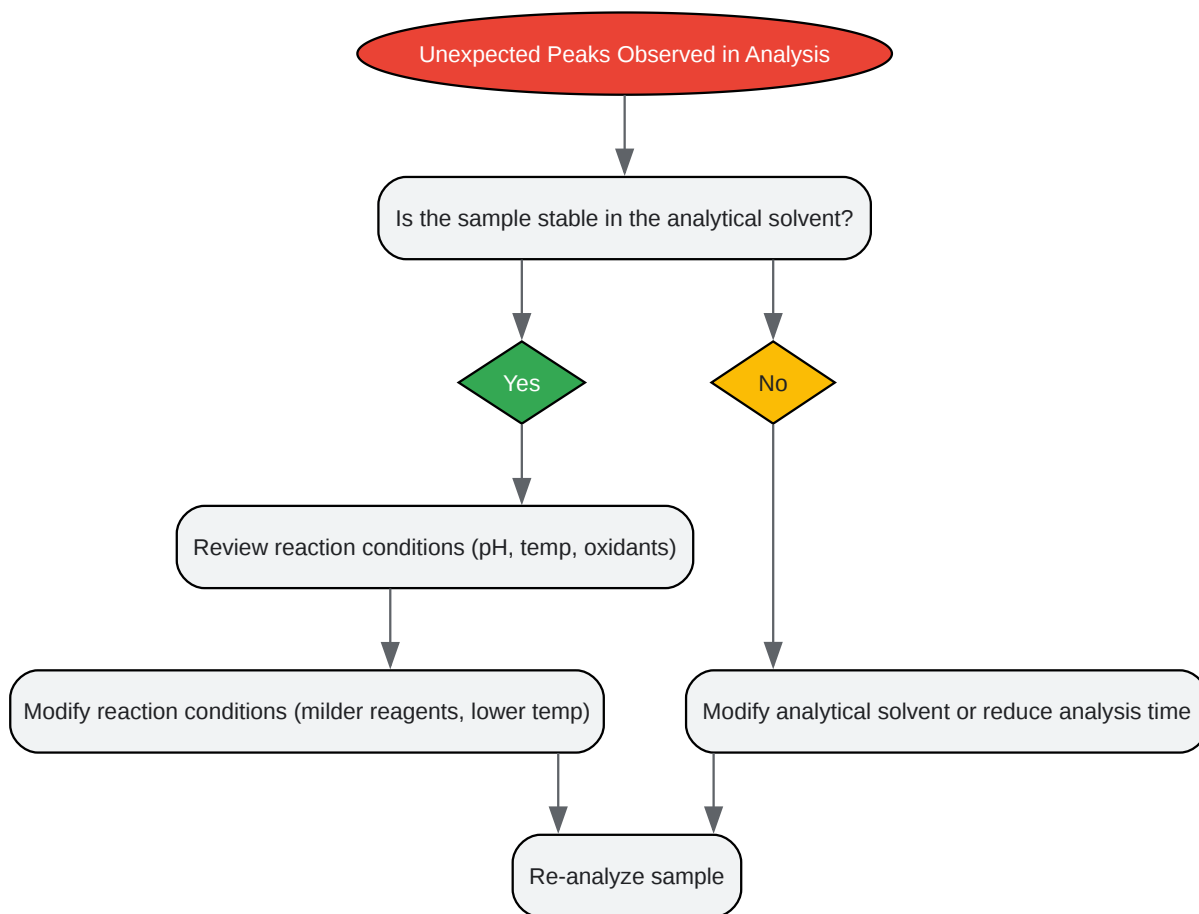 Unexpected Peaks Observed in Analysis
Is the sample stable in the analytical solvent?
Yes
No
Review reaction conditions (pH, temp, oxidants)
Modify reaction conditions (milder reagents, lower temp)
Modify analytical solvent or reduce analysis time
Re-analyze sample